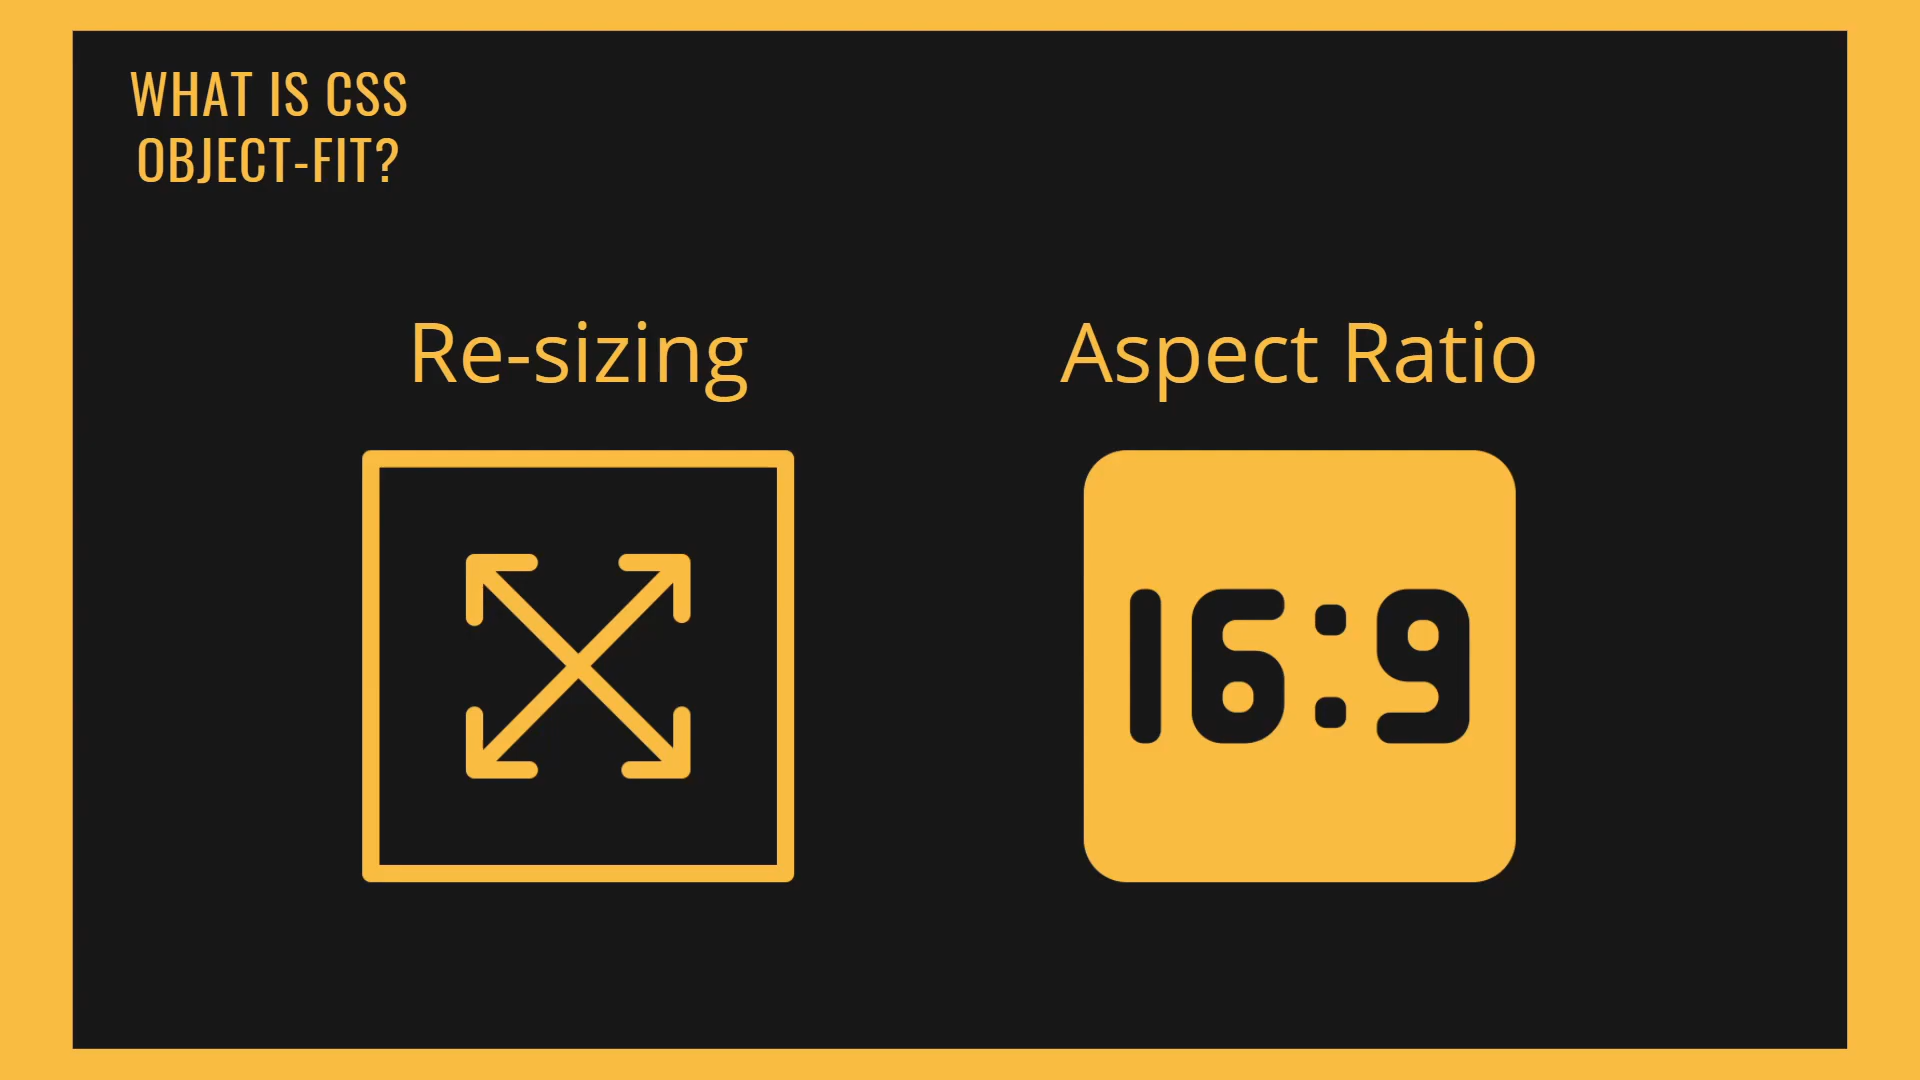 WHAT IS CSS
OBJECT-FIT?
Re-sizing
Aspect Ratio
16:9